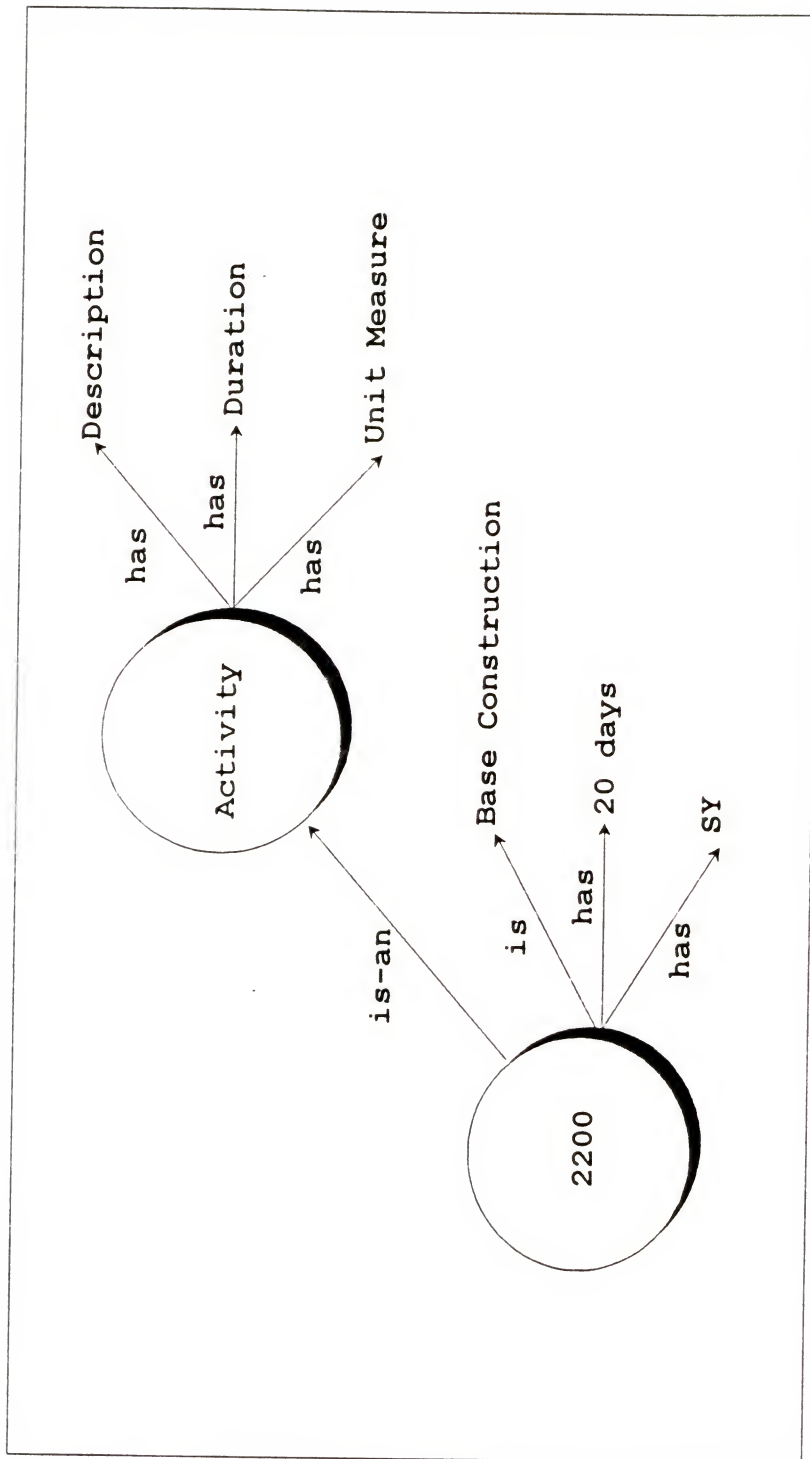 Description
has
Activity
has
Duration
has
Unit Measure
is-an
Base Construction
is
2200
has
20 days
has
SY